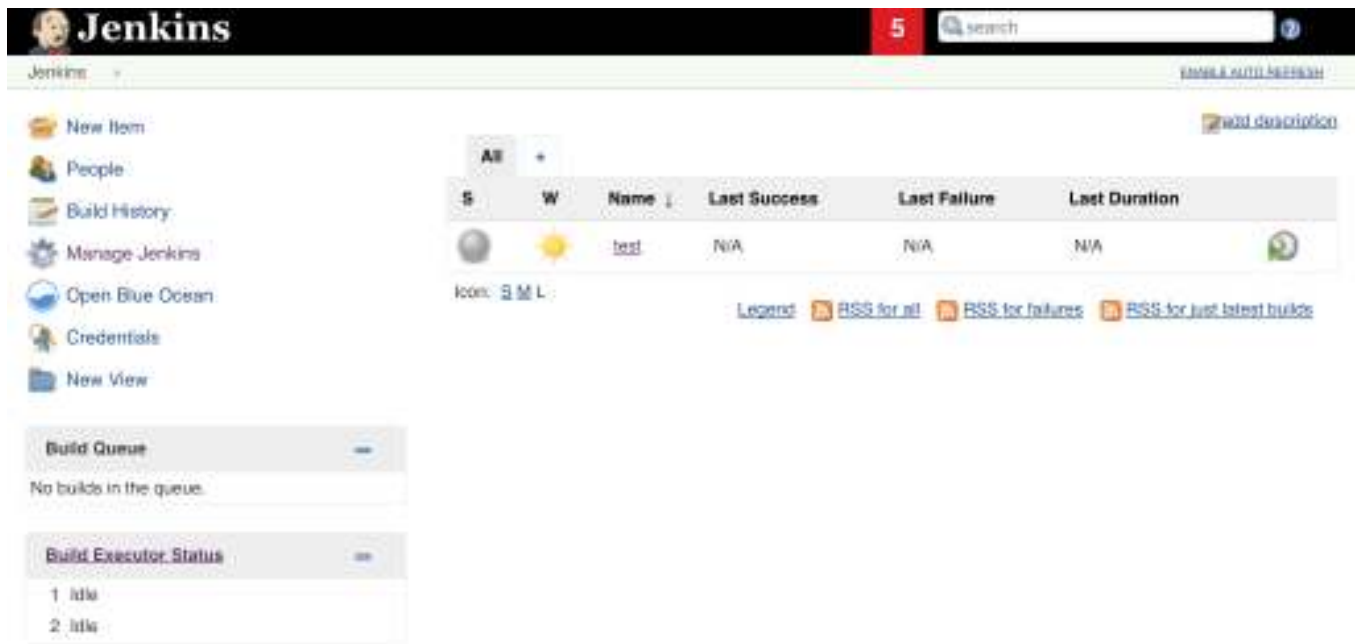 Jenkins
5
search
Jenkins
ENABLE AUTO REFRESH
New Item
People
Build History
Manage Jenkins
Open Blue Ocean
Credentials
New View
Build Queue
No builds in the queue.
Build Executor Status
1 Idle
2 Idle
add description
All +
S W Name ↓ Last Success Last Failure Last Duration
test N/A N/A N/A
Icon: S M L
Legend RSS for all RSS for failures RSS for just latest builds